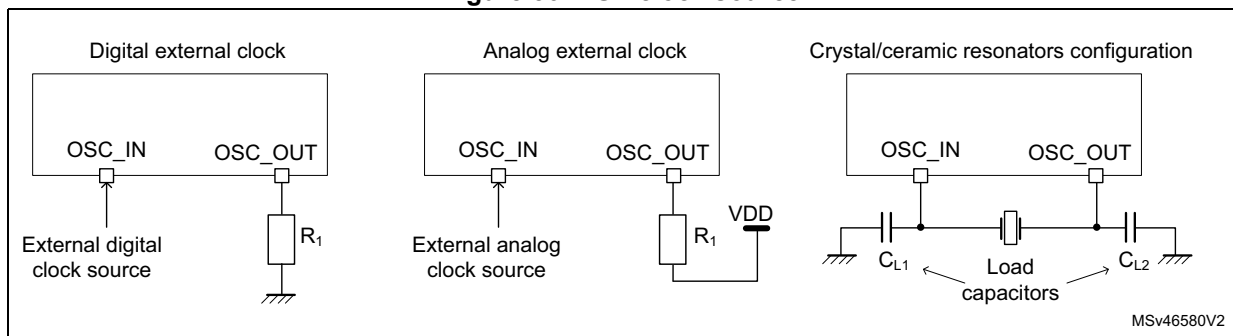 Digital external clock
OSC_IN
OSC_OUT
R1
External digital
clock source
Analog external clock
OSC_IN
OSC_OUT
VDD
R1
External analog
clock source
Crystal/ceramic resonators configuration
OSC_IN
OSC_OUT
CL1
Load
capacitors
CL2
MSv46580V2